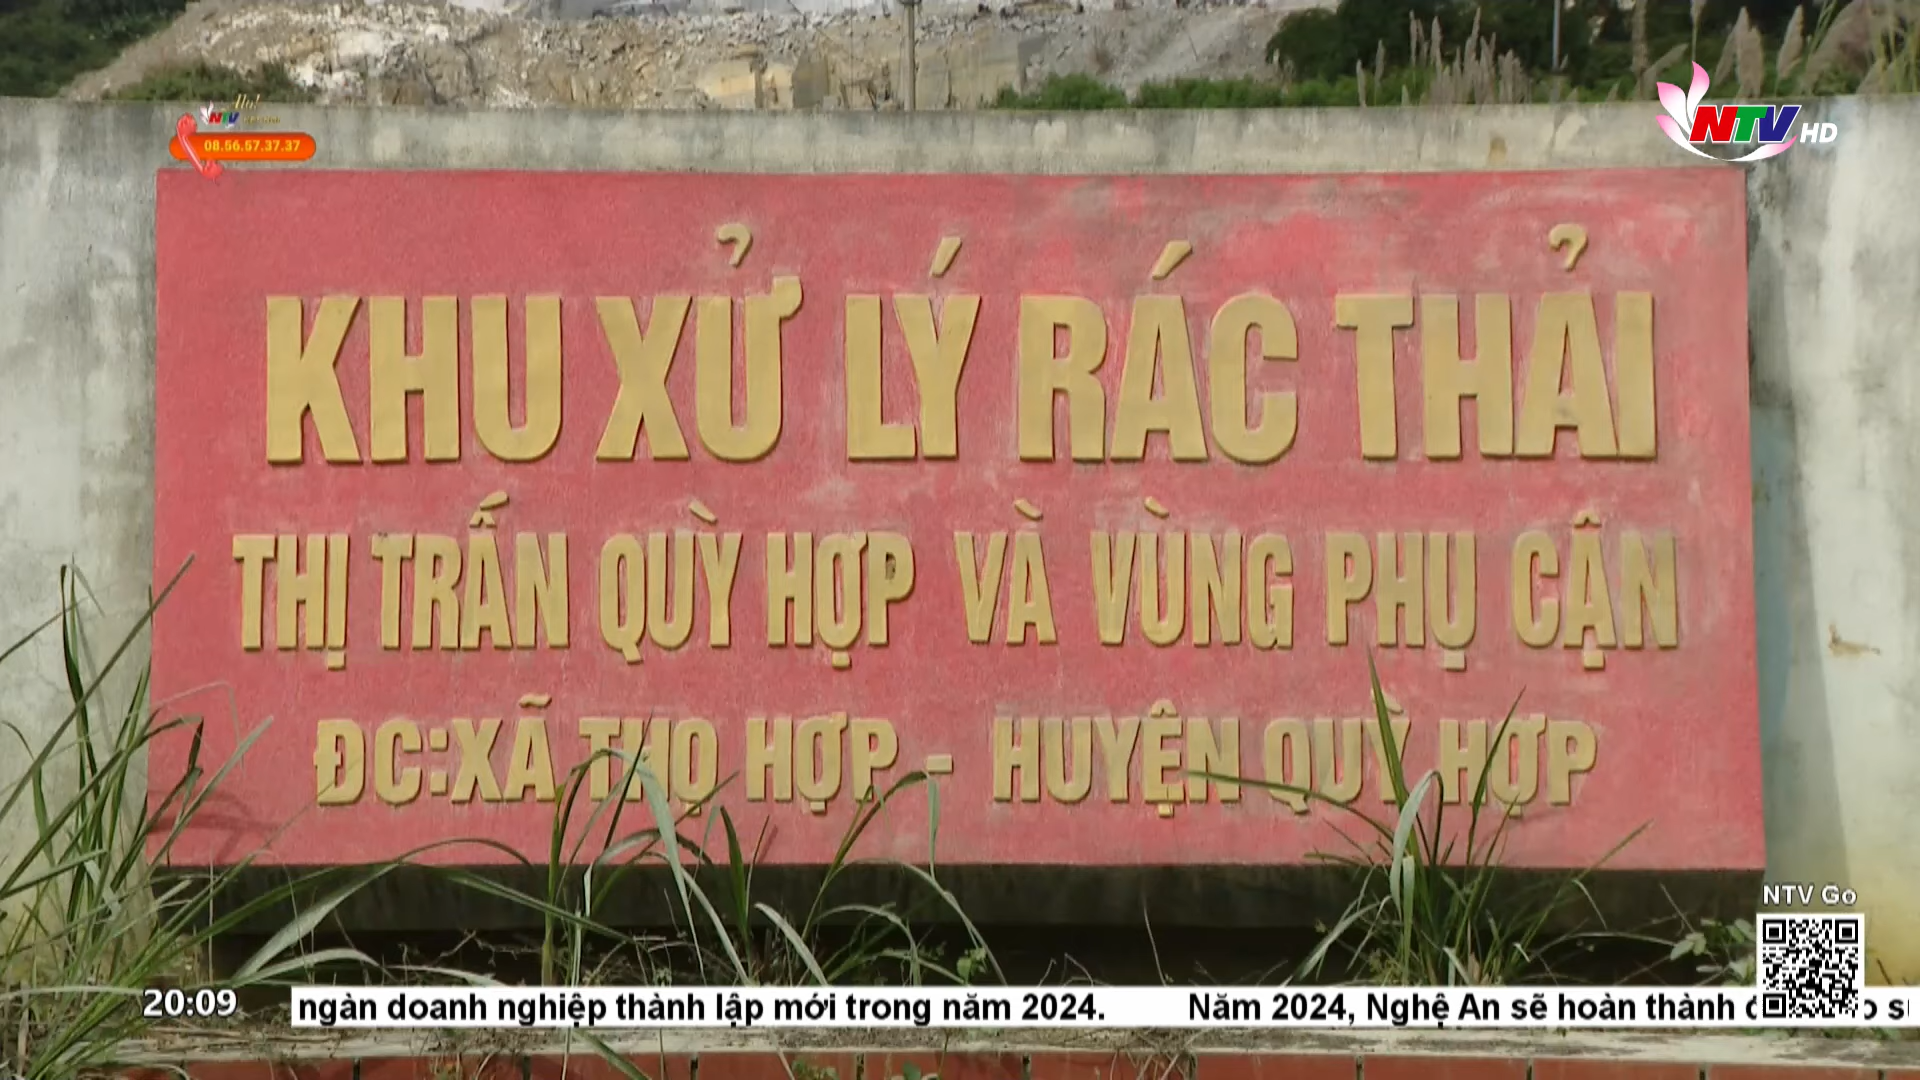 Alo!
NTV
08.56.57.37.37
NTV HD
KHU XỬ LÝ RÁC THẢI
THỊ TRẤN QUỲ HỢP VÀ VÙNG PHỤ CẬN
ĐC:XÃ THỌ HỢP - HUYỆN QUỲ HỢP
NTV Go
20:09
ngàn doanh nghiệp thành lập mới trong năm 2024. Năm 2024, Nghệ An sẽ hoàn thành